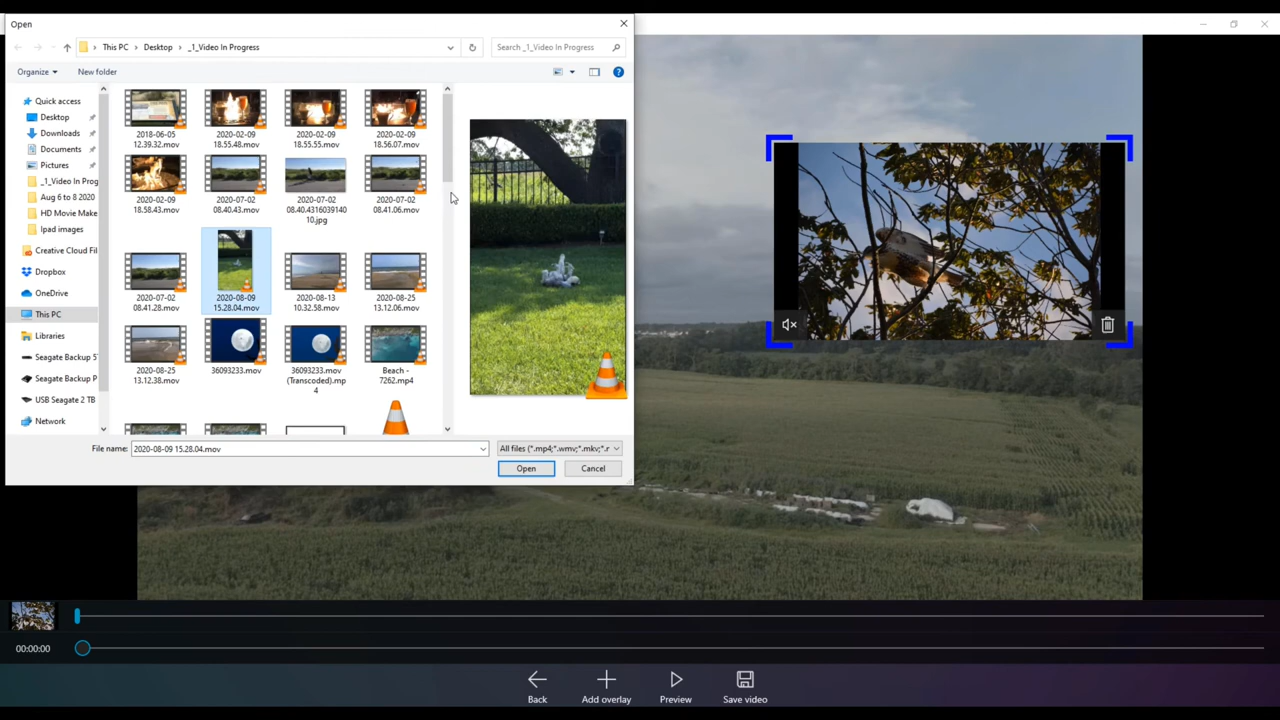 Open
This PC
Desktop
_1_Video In Progress
Search _1_Video In Progress
Organize
New folder
Quick access
Desktop
Downloads
Documents
Pictures
_1_Video In Prog
Aug 6 to 8 2020
HD Movie Make
Ipad images
Creative Cloud Fil
Dropbox
OneDrive
This PC
Libraries
Seagate Backup 5
Seagate Backup P
USB Seagate 2 TB
Network
2018-06-05
12.39.32.mov
2020-02-09
18.55.48.mov
2020-02-09
18.55.55.mov
2020-02-09
18.56.07.mov
2020-02-09
18.58.43.mov
2020-07-02
08.40.43.mov
2020-07-02
08.40.4316039140
10.jpg
2020-07-02
08.41.06.mov
2020-07-02
08.41.28.mov
2020-08-09
15.28.04.mov
2020-08-13
10.32.58.mov
2020-08-25
13.12.06.mov
2020-08-25
13.12.38.mov
36093233.mov
36093233.mov
(Transcoded).mp
4
Beach -
7262.mp4
File name:
2020-08-09 15.28.04.mov
All files (*.mp4;*.wmv;*.mkv;*.r
Open
Cancel
00:00:00
Back
Add overlay
Preview
Save video